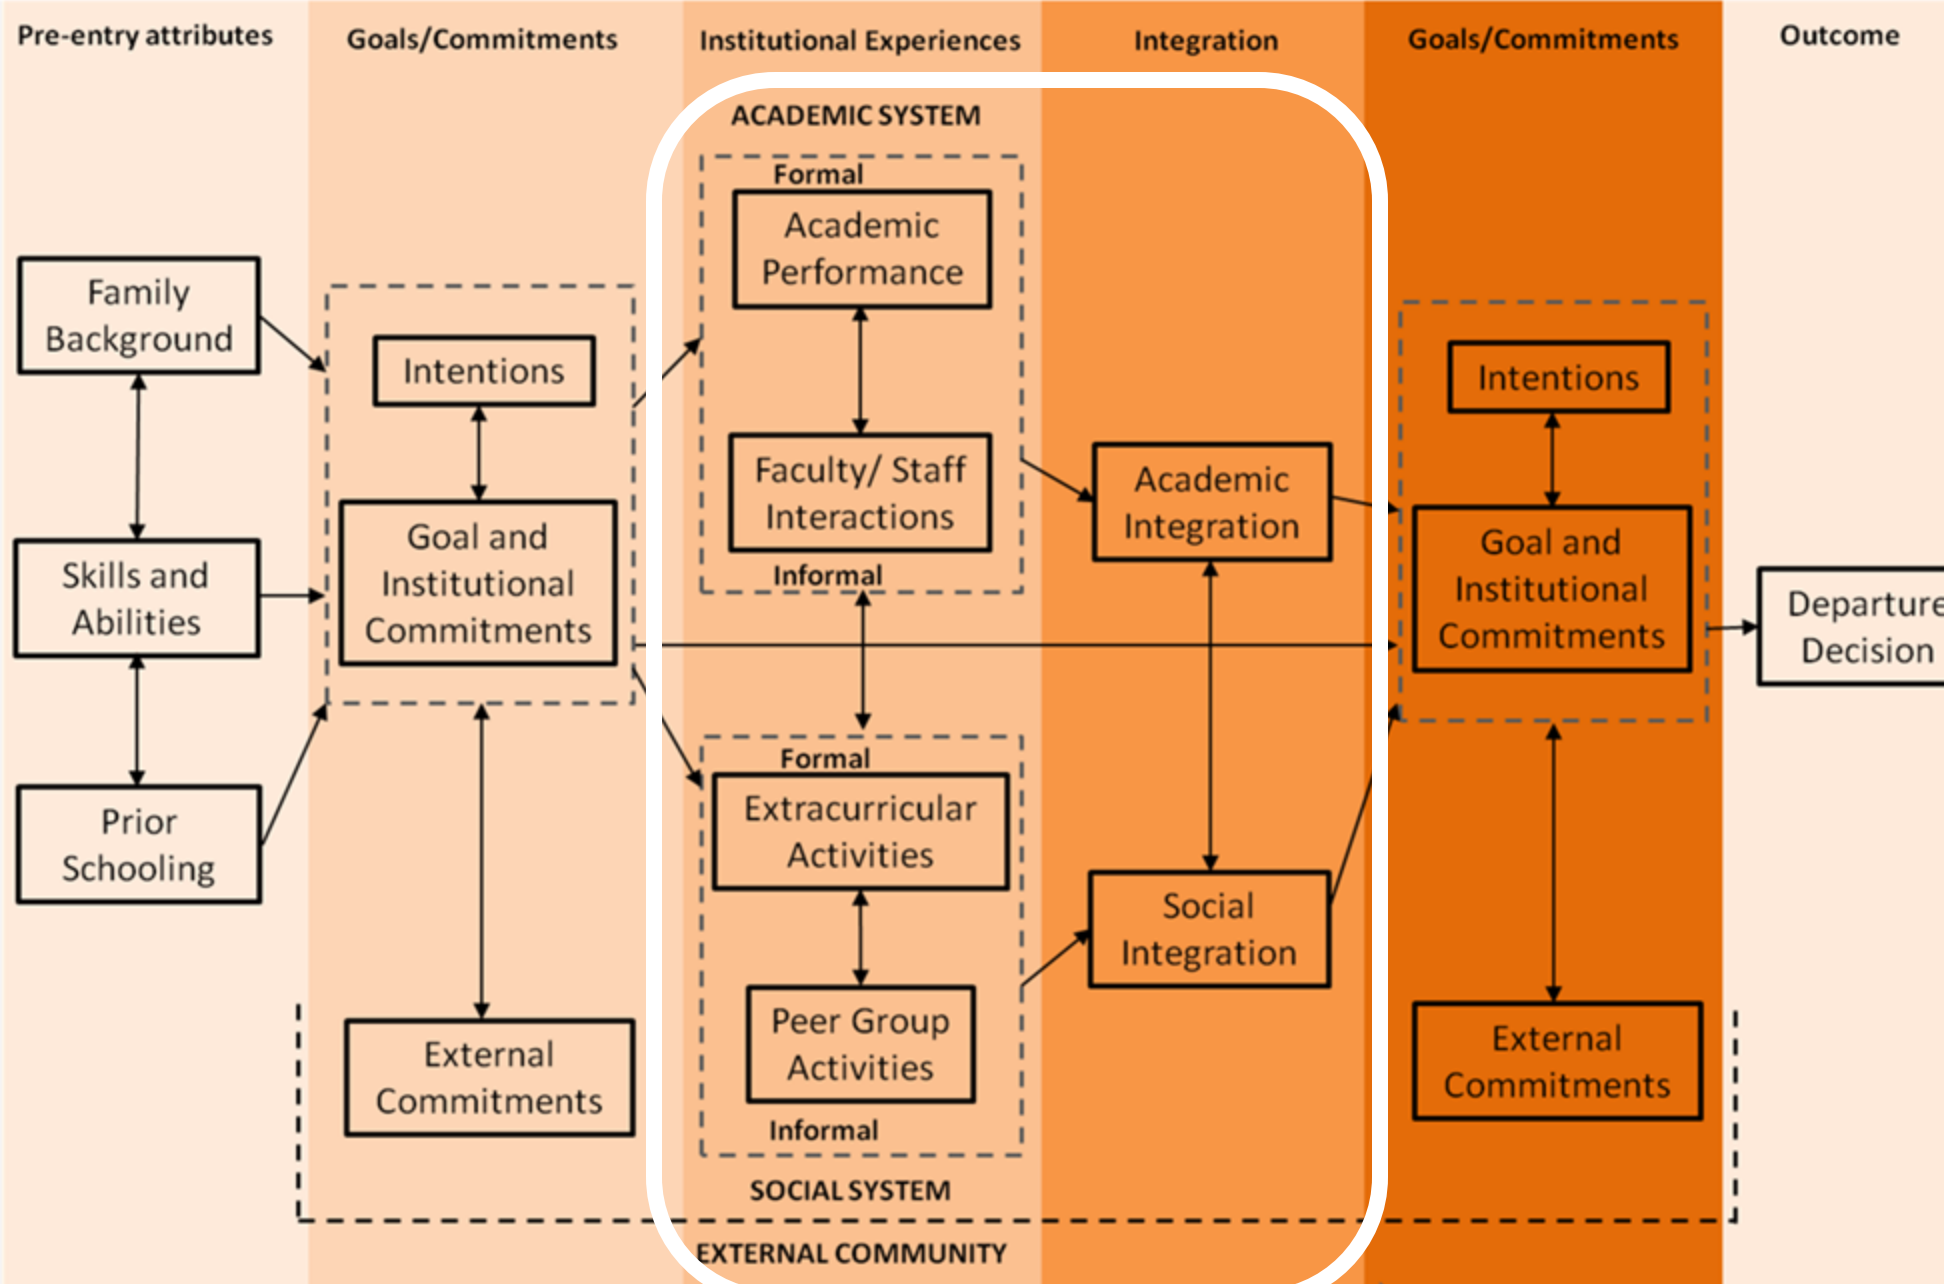 Pre-entry attributes
Goals/Commitments
Institutional Experiences
Integration
Goals/Commitments
Outcome
Family
Background
Skills and
Abilities
Prior
Schooling
Intentions
Goal and
Institutional
Commitments
External
Commitments
ACADEMIC SYSTEM
Formal
Academic
Performance
Faculty/ Staff
Interactions
Informal
Formal
Extracurricular
Activities
Peer Group
Activities
Informal
SOCIAL SYSTEM
EXTERNAL COMMUNITY
Academic
Integration
Social
Integration
Intentions
Goal and
Institutional
Commitments
External
Commitments
Departure
Decision